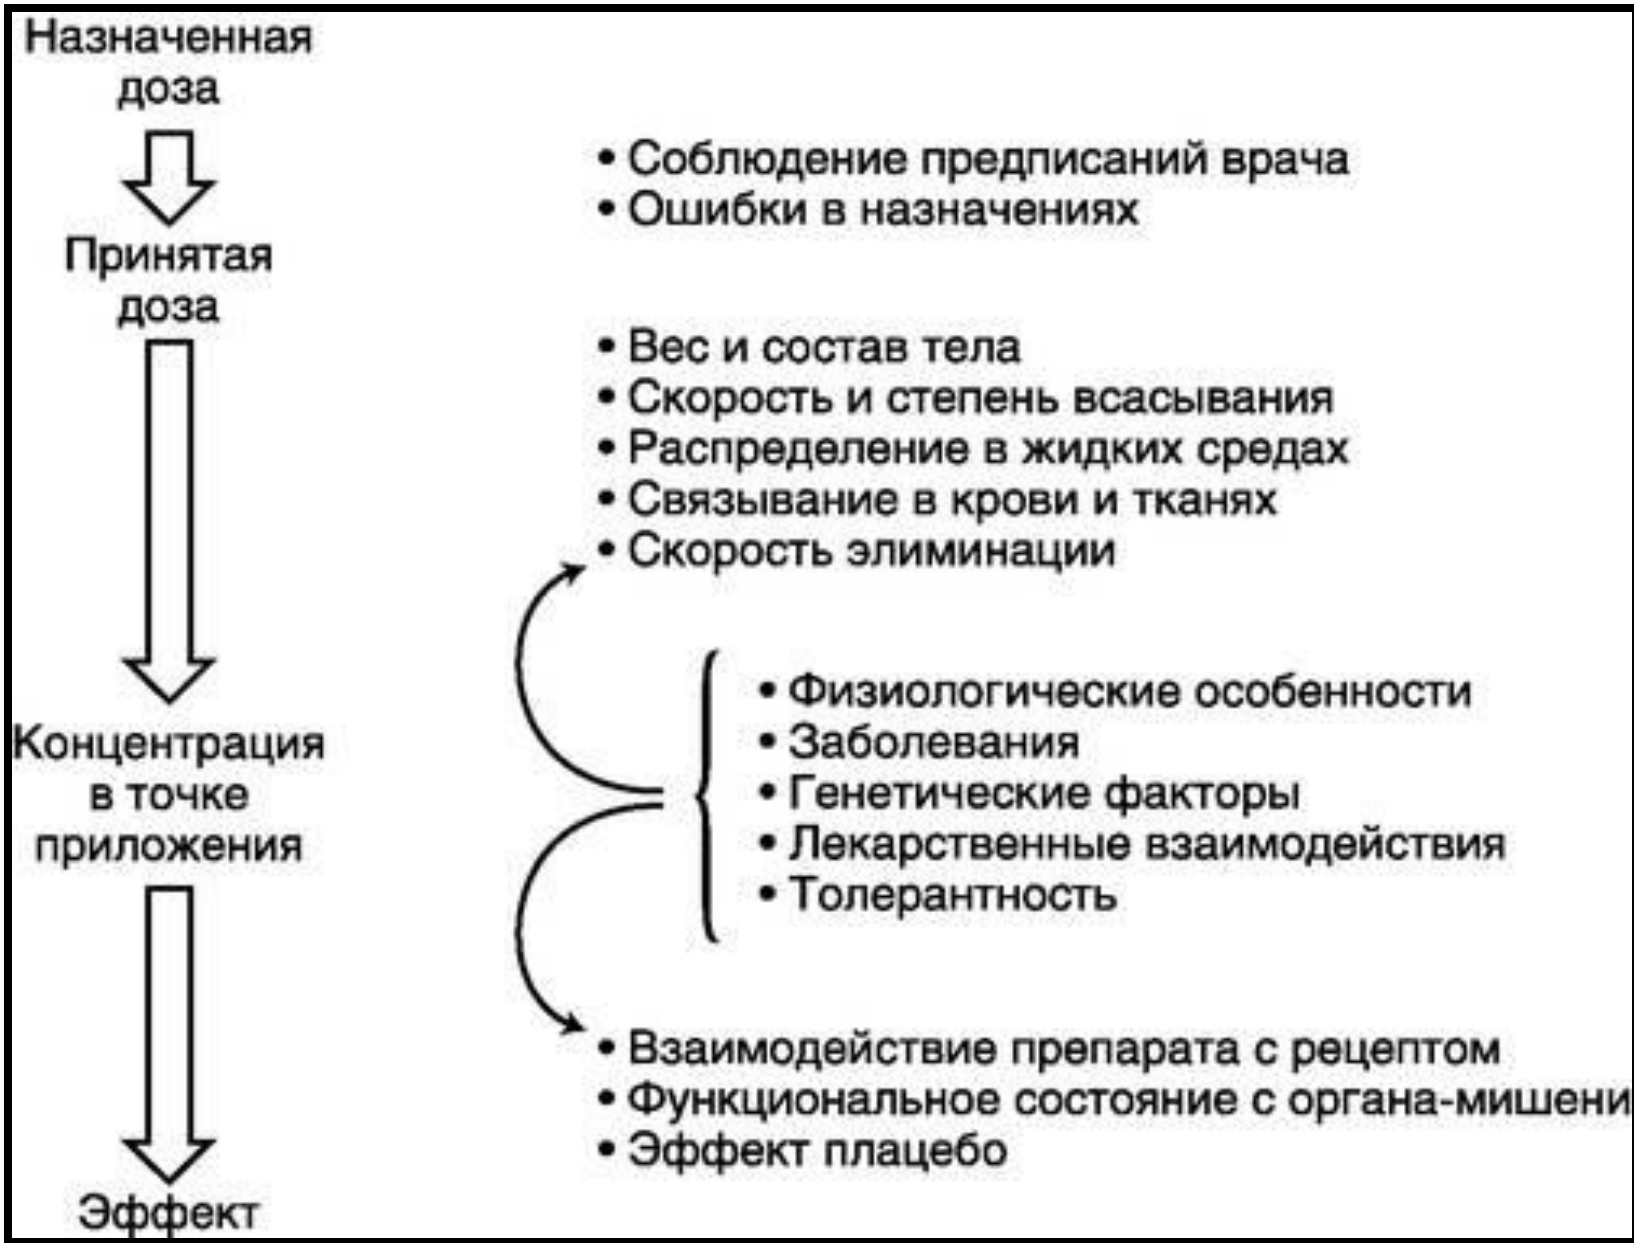 Назначенная
доза
• Соблюдение предписаний врача
• Ошибки в назначениях
Принятая
доза
• Вес и состав тела
• Скорость и степень всасывания
• Распределение в жидких средах
• Связывание в крови и тканях
• Скорость элиминации
• Физиологические особенности
• Заболевания
• Генетические факторы
• Лекарственные взаимодействия
• Толерантность
Концентрация
в точке
приложения
• Взаимодействие препарата с рецептом
• Функциональное состояние с органа-мишени
• Эффект плацебо
Эффект